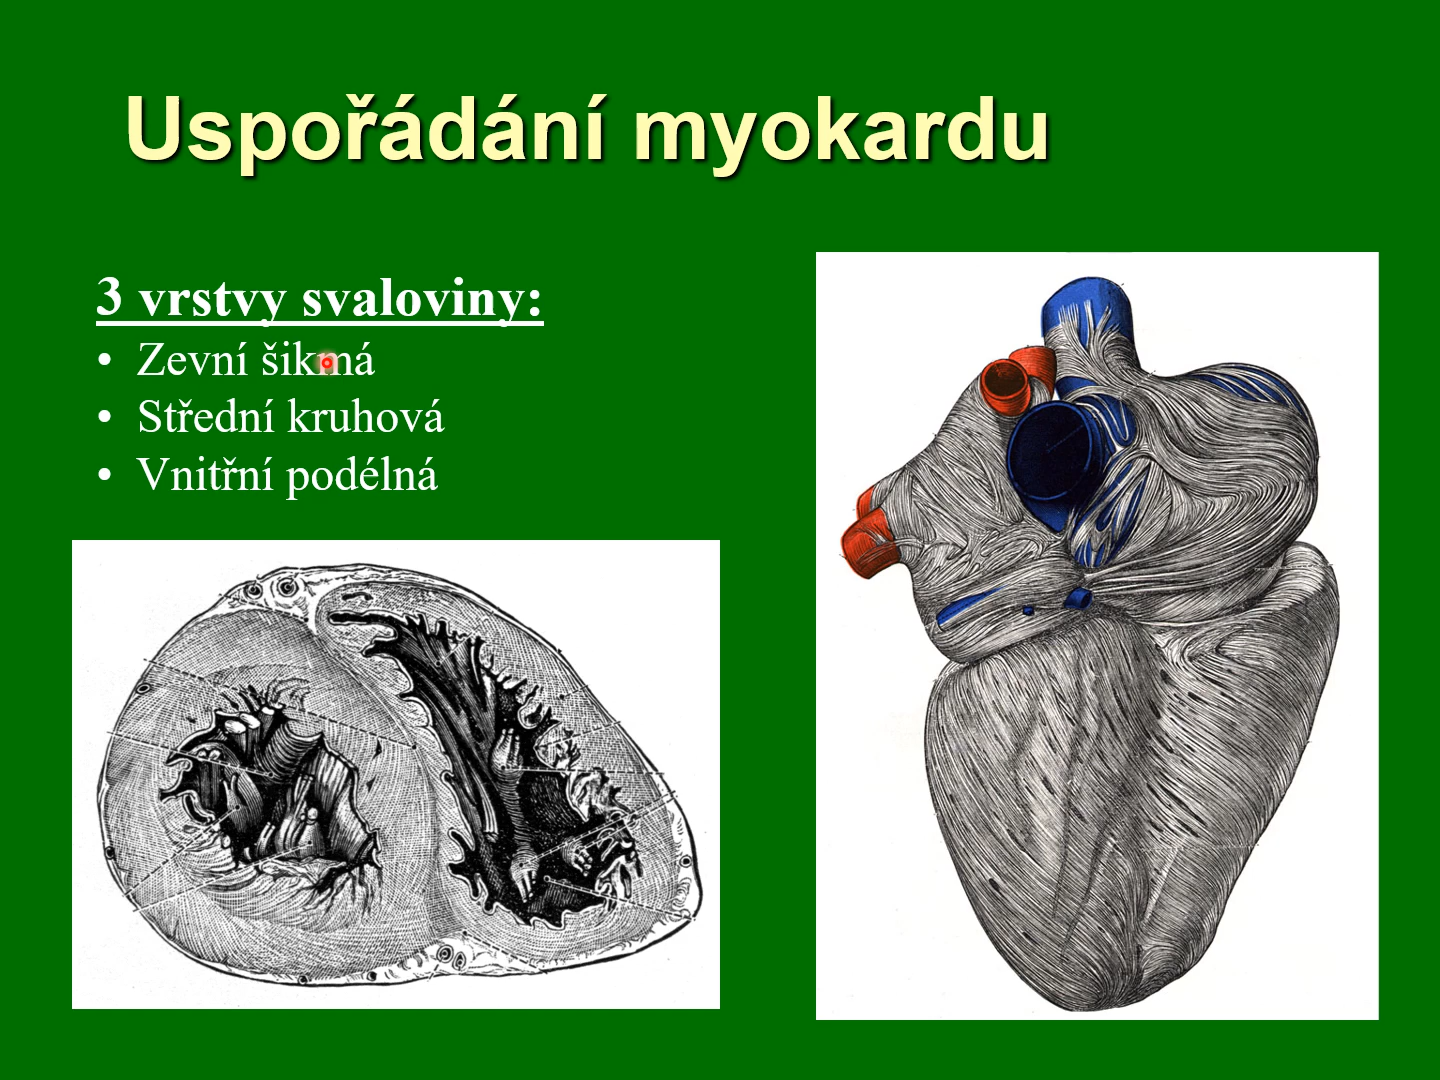 Uspořádání myokardu
3 vrstvy svaloviny:
• Zevní šikmá
• Střední kruhová
• Vnitřní podélná